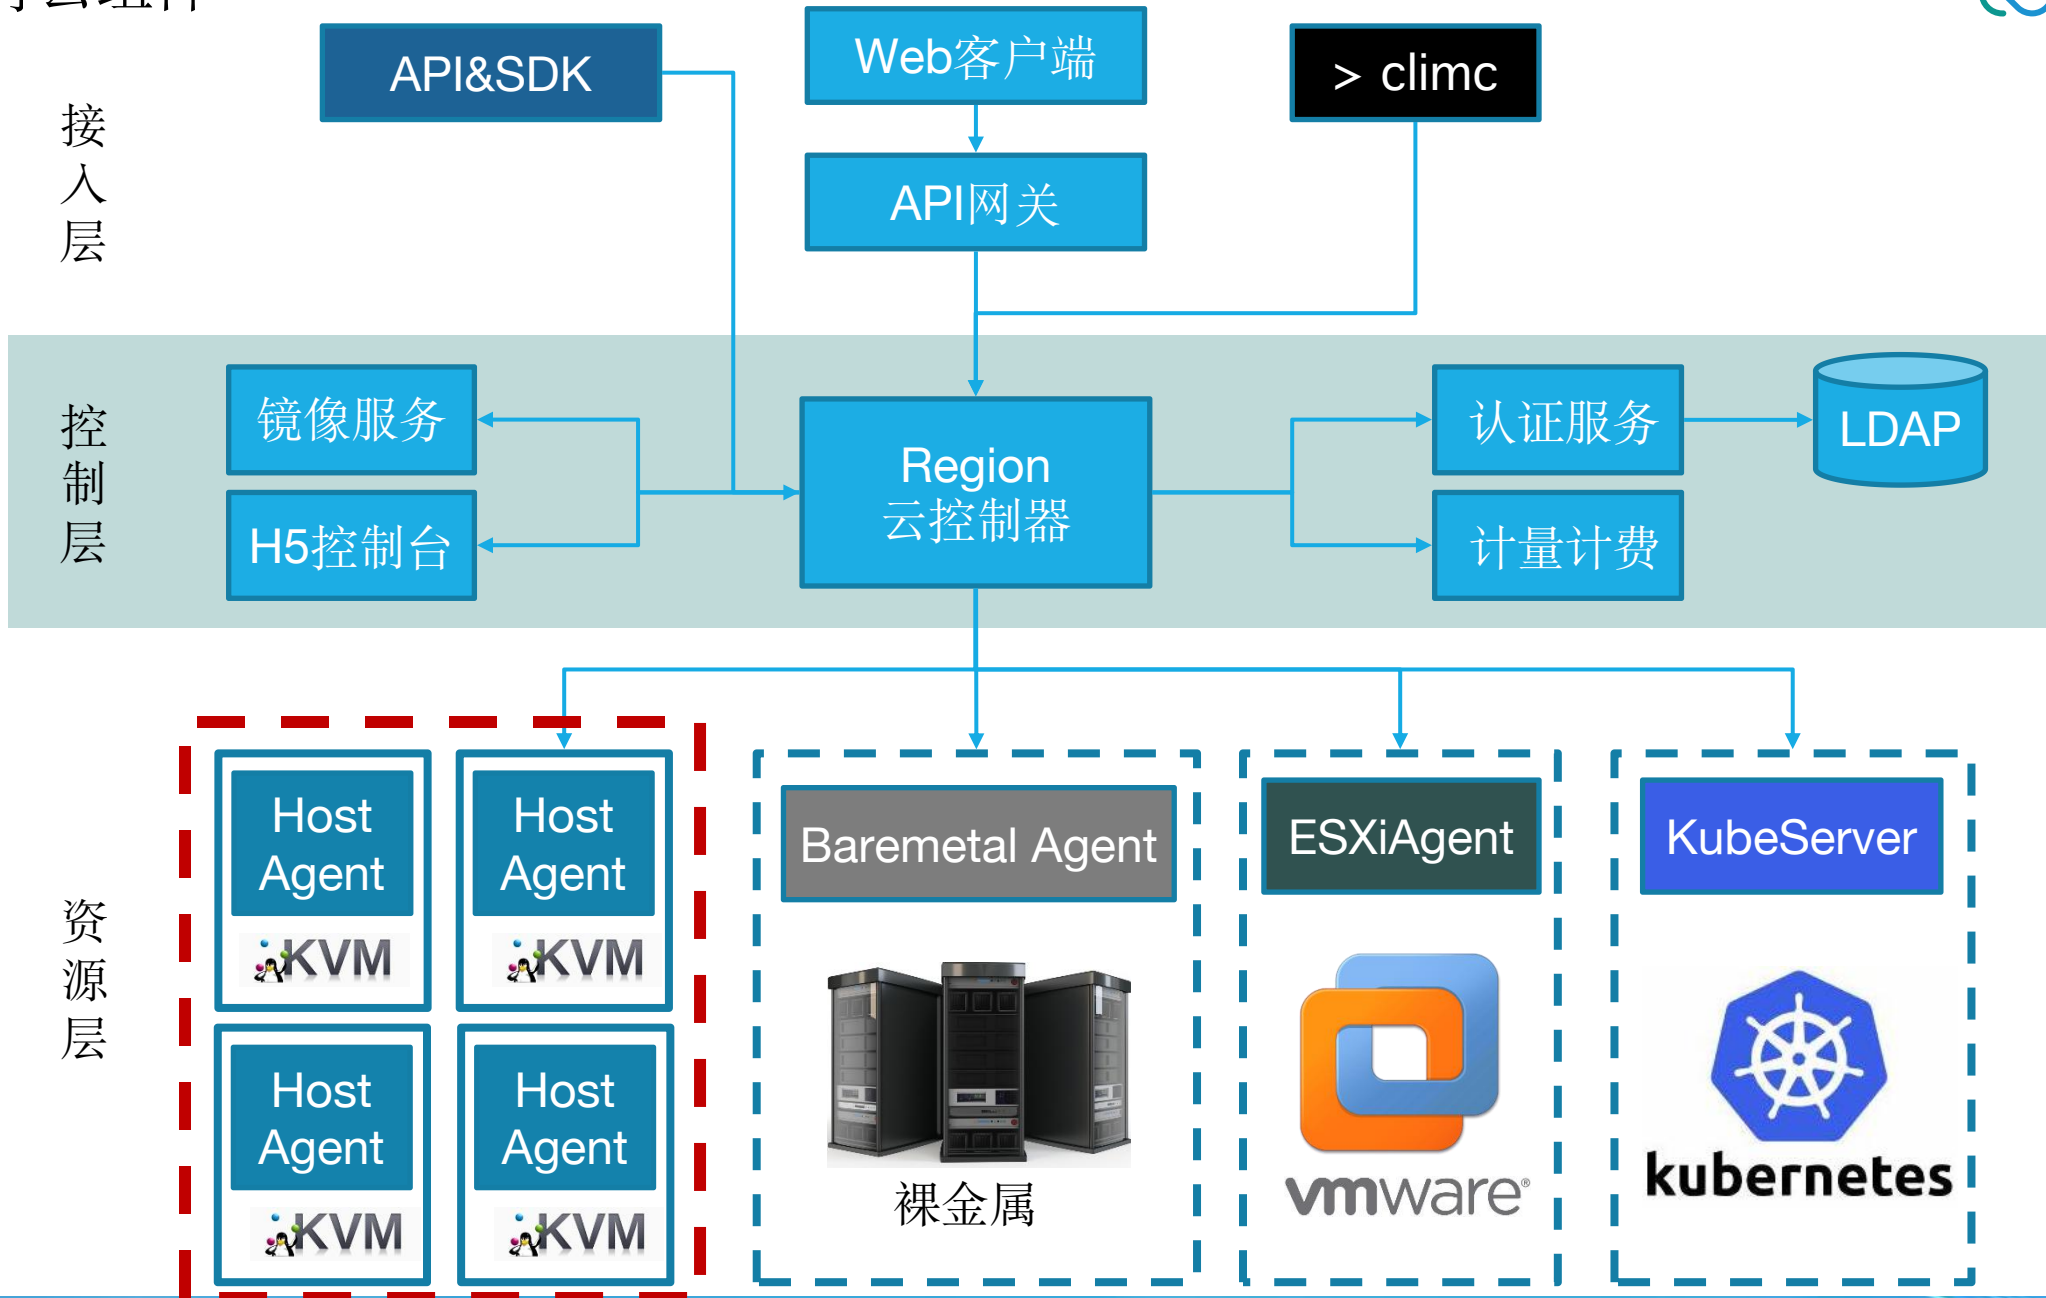 API&SDK
Web客户端
> climc
接入层
API网关
控制层
镜像服务
H5控制台
Region
云控制器
认证服务
计量计费
LDAP
资源层
Host
Agent
KVM
Host
Agent
KVM
Host
Agent
KVM
Host
Agent
KVM
Baremetal Agent
裸金属
ESXiAgent
vmware®
KubeServer
kubernetes